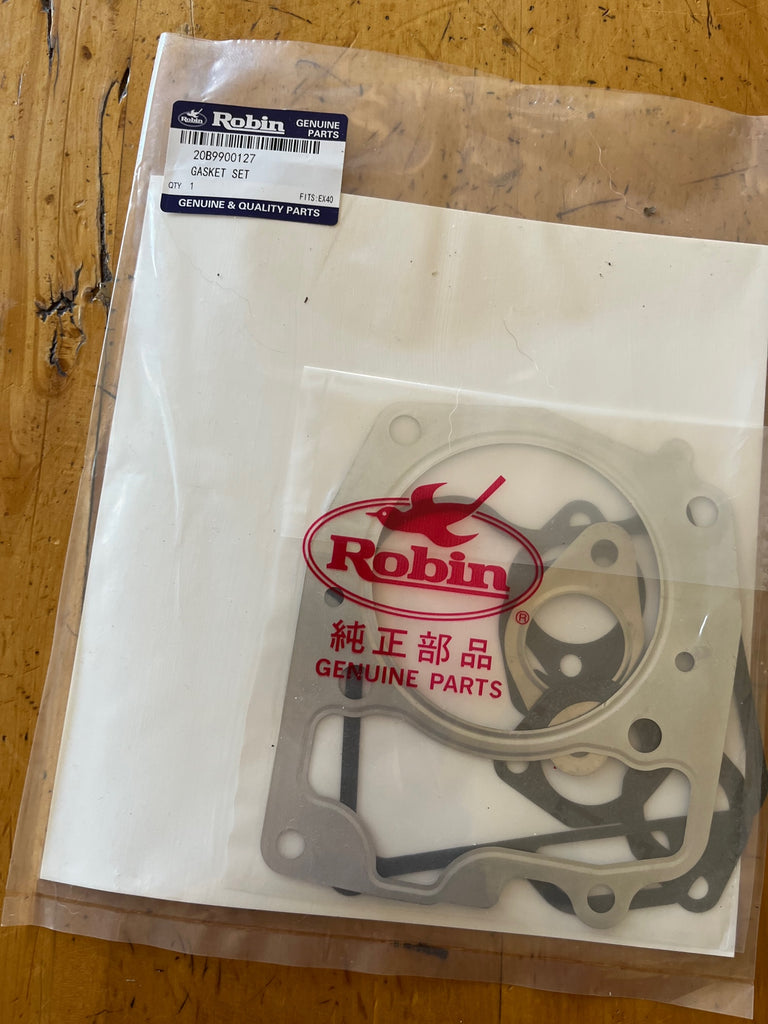 Robin Robin GENUINE
PARTS
20B9900127
GASKET SET
QTY 1 FITS:EX40
GENUINE & QUALITY PARTS
Robin
®
純正部品
GENUINE PARTS